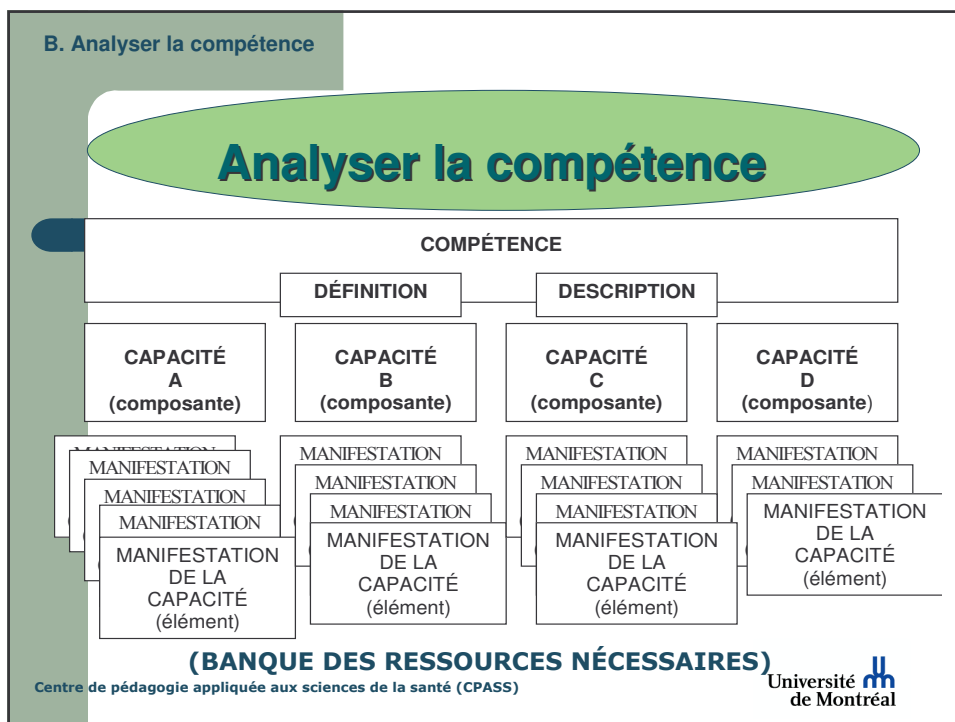 B. Analyser la compétence
Analyser la compétence
COMPÉTENCE
DÉFINITION
DESCRIPTION
CAPACITÉ
A
(composante)
CAPACITÉ
B
(composante)
CAPACITÉ
C
(composante)
CAPACITÉ
D
(composante)
MANIFESTATION
MANIFESTATION
MANIFESTATION
MANIFESTATION
MANIFESTATION
DE LA
CAPACITÉ
(élément)
MANIFESTATION
MANIFESTATION
MANIFESTATION
MANIFESTATION
DE LA
CAPACITÉ
(élément)
MANIFESTATION
MANIFESTATION
MANIFESTATION
MANIFESTATION
DE LA
CAPACITÉ
(élément)
MANIFESTATION
MANIFESTATION
MANIFESTATION
DE LA
CAPACITÉ
(élément)
(BANQUE DES RESSOURCES NÉCESSAIRES)
Centre de pédagogie appliquée aux sciences de la santé (CPASS)
Université
de Montréal